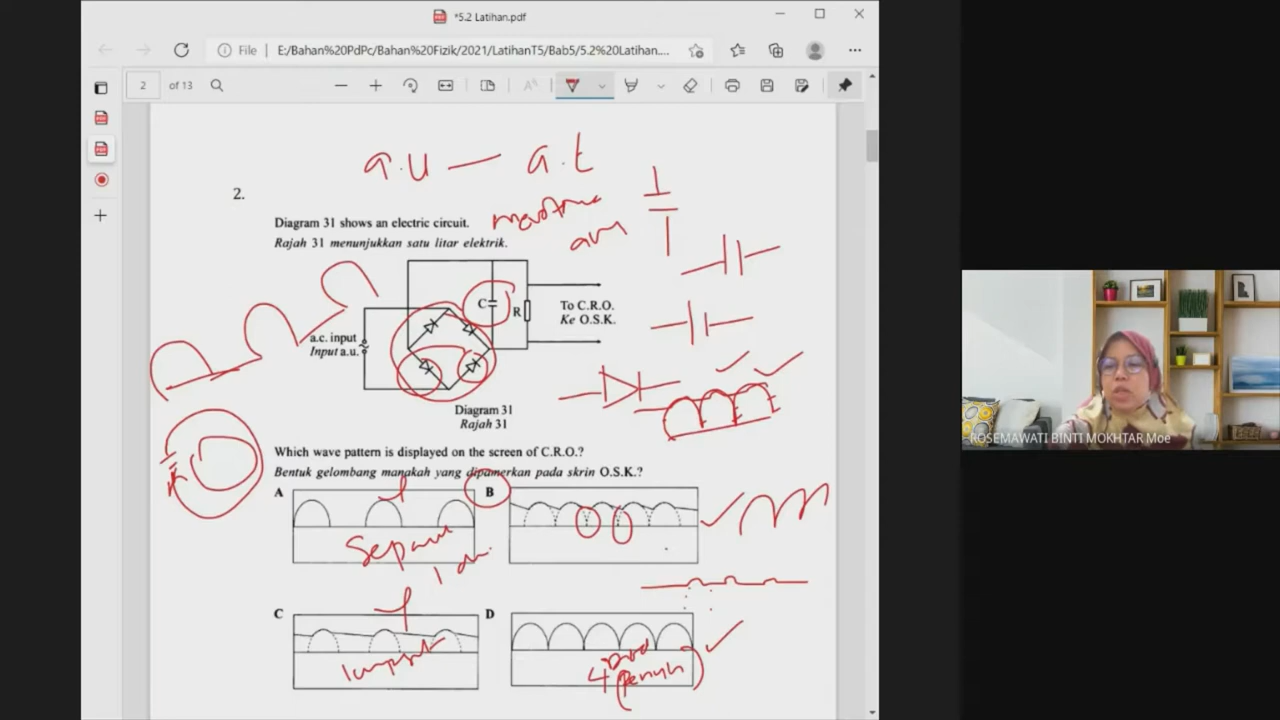 *5.2 Latihan.pdf
File | E:/Bahan%20PdPc/Bahan%20Fizik/2021/LatihanT5/Bab5/5.2%20Latihan....
2 of 13
a.u — a.t
2.
Diagram 31 shows an electric circuit.
Rajah 31 menunjukkan satu litar elektrik.
C
R
To C.R.O.
Ke O.S.K.
a.c. input
Input a.u.
Diagram 31
Rajah 31
Which wave pattern is displayed on the screen of C.R.O.?
Bentuk gelombang manakah yang dipamerkan pada skrin O.S.K.?
A
B
C
D
4 diod
(penuh)
ROSEMAWATI BINTI MOKHTAR Moe